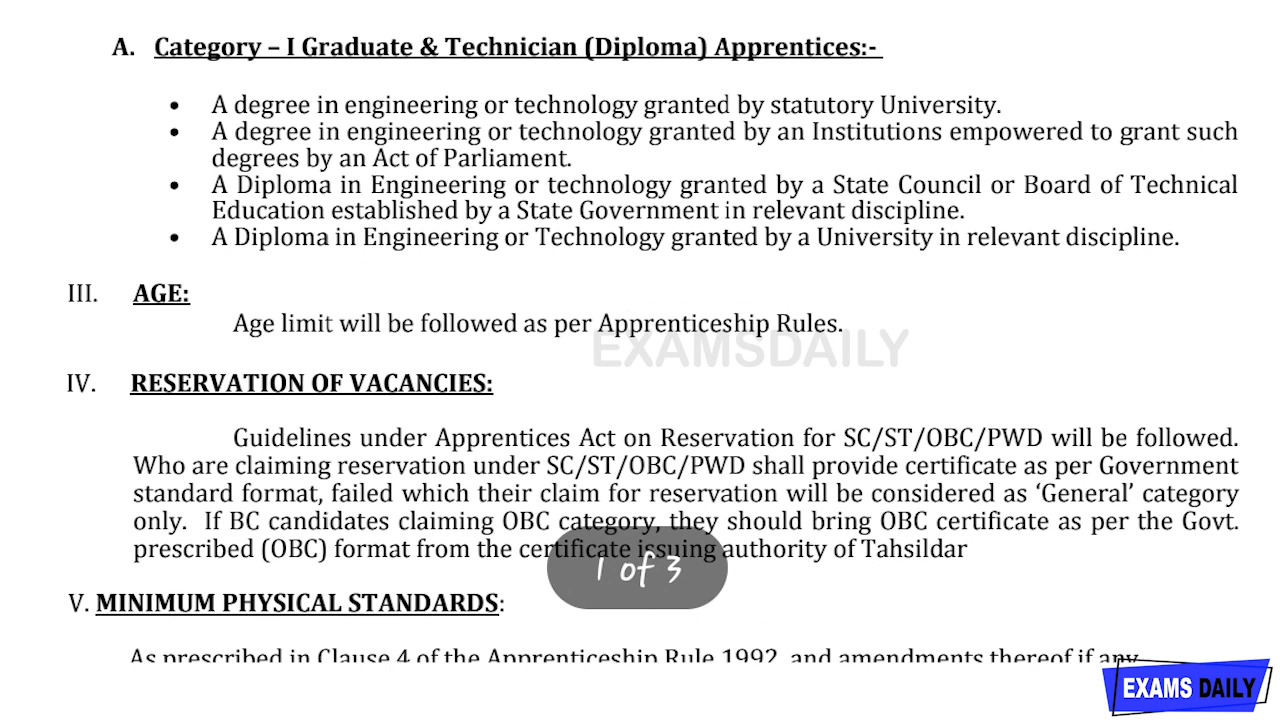 A. Category – I Graduate & Technician (Diploma) Apprentices:-
• A degree in engineering or technology granted by statutory University.
• A degree in engineering or technology granted by an Institutions empowered to grant such
degrees by an Act of Parliament.
• A Diploma in Engineering or technology granted by a State Council or Board of Technical
Education established by a State Government in relevant discipline.
• A Diploma in Engineering or Technology granted by a University in relevant discipline.
III. AGE:
Age limit will be followed as per Apprenticeship Rules.
EXAMSDAILY
IV. RESERVATION OF VACANCIES:
Guidelines under Apprentices Act on Reservation for SC/ST/OBC/PWD will be followed.
Who are claiming reservation under SC/ST/OBC/PWD shall provide certificate as per Government
standard format, failed which their claim for reservation will be considered as ‘General’ category
only. If BC candidates claiming OBC category, they should bring OBC certificate as per the Govt.
prescribed (OBC) format from the certificate issuing authority of Tahsildar
1 of 3
V. MINIMUM PHYSICAL STANDARDS:
As prescribed in Clause 4 of the Apprenticeship Rule 1992, and amendments thereof if any
EXAMS DAILY